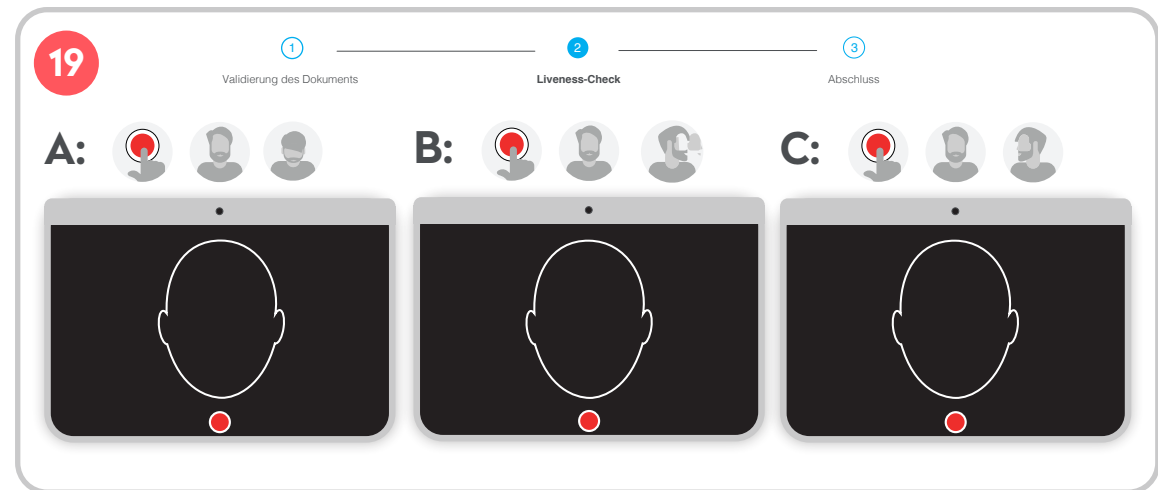 19
1 2 3
Validierung des Dokuments Liveness-Check Abschluss
A: B: C: